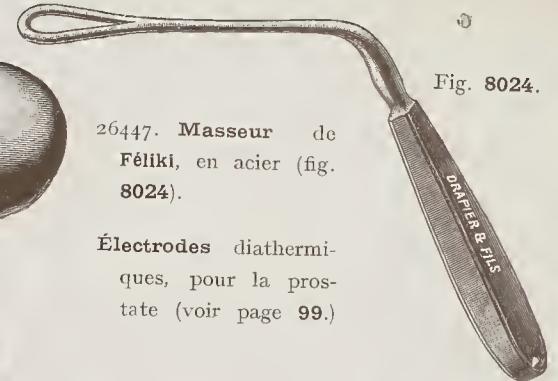 Fig. 8024.
26447. Masseur de
Féliki, en acier (fig.
8024).
Électrodes diathermi-
ques, pour la pros-
tate (voir page 99.)
DRAPIER & FILS